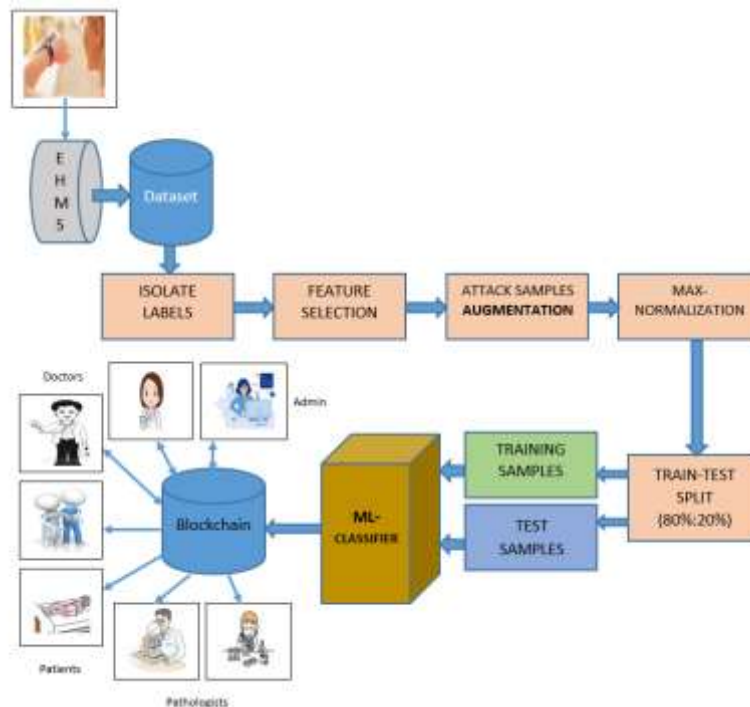 E
H
M
S
Dataset
ISOLATE
LABELS
FEATURE
SELECTION
ATTACK SAMPLES
AUGMENTATION
MAX-
NORMALIZATION
Doctors
Admin
TRAINING
SAMPLES
TRAIN-TEST
SPLIT
(80%:20%)
ML-
CLASSIFIER
Blockchain
TEST
SAMPLES
Patients
Pathologists